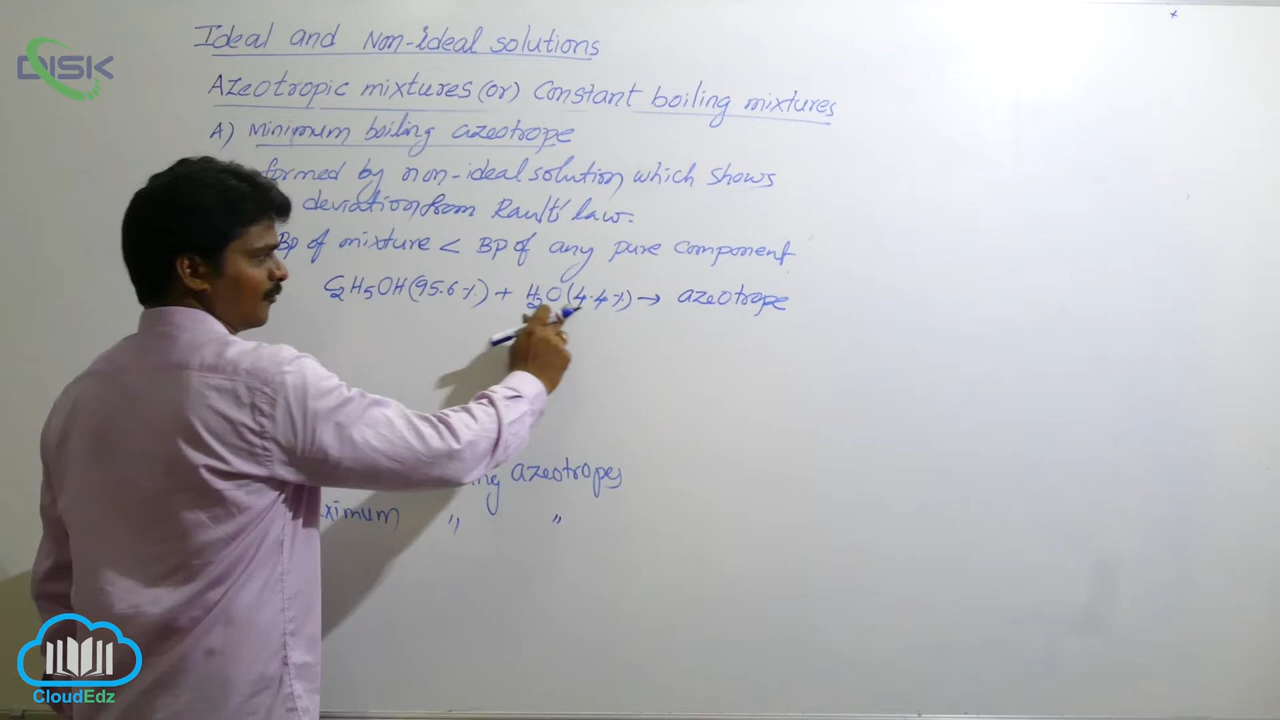 Ideal and Non-ideal solutions
DISK
Azeotropic mixtures (or) Constant boiling mixtures
A) Minimum boiling azeotrope
formed by non-ideal solution which shows
deviation from Rault' law.
Bp of mixture < BP of any pure component
C2H5OH (95.6%) + H2O (4.4%) → azeotrope
ng azeotropes
ximum " "
CloudEdz